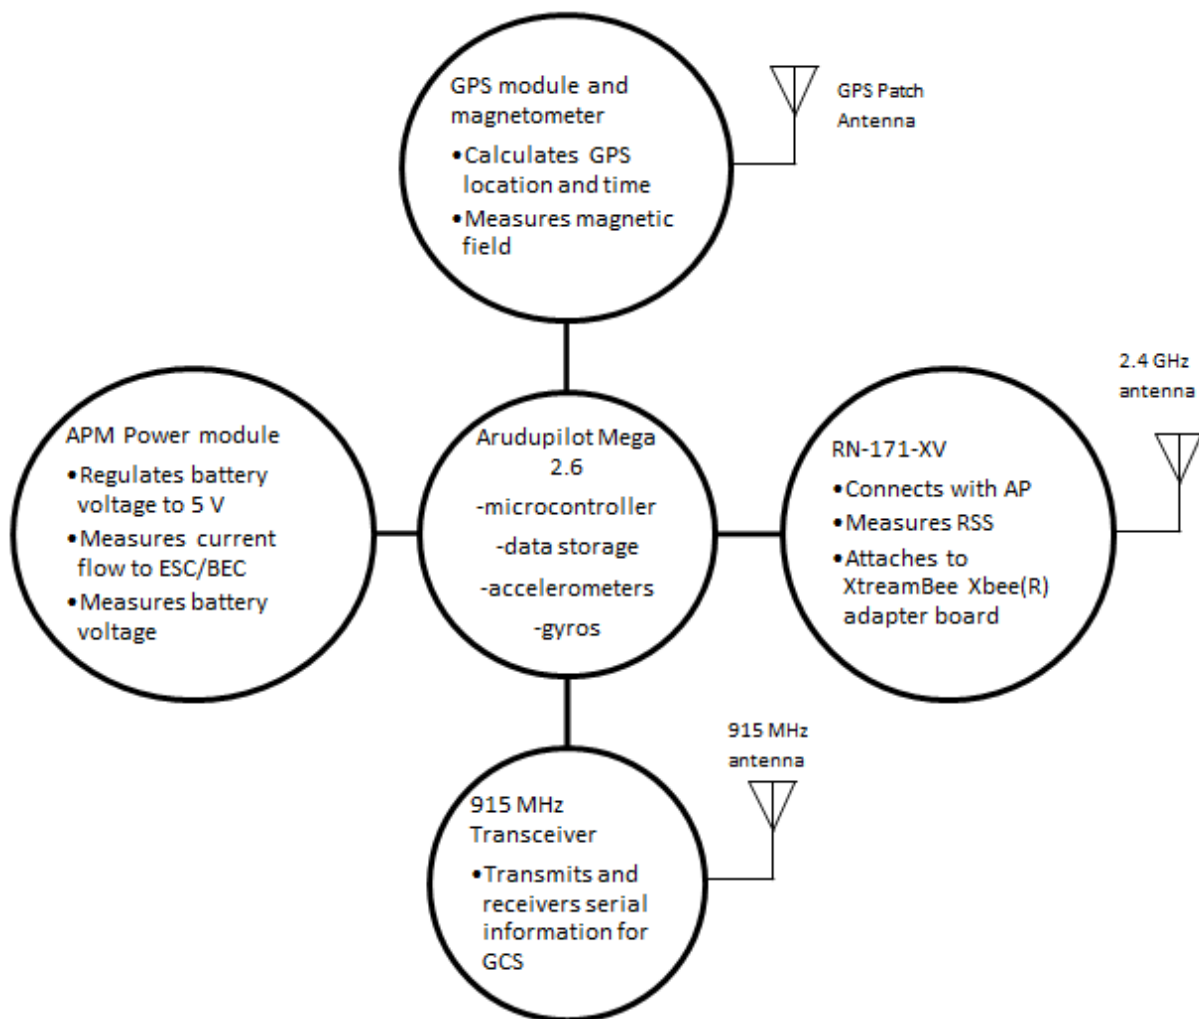 GPS module and
magnetometer
•Calculates GPS
location and time
•Measures magnetic
field
GPS Patch
Antenna
APM Power module
•Regulates battery
voltage to 5 V
•Measures current
flow to ESC/BEC
•Measures battery
voltage
Arudupilot Mega
2.6
-microcontroller
-data storage
-accelerometers
-gyros
2.4 GHz
antenna
RN-171-XV
•Connects with AP
•Measures RSS
•Attaches to
XtreamBee Xbee(R)
adapter board
915 MHz
antenna
915 MHz
Transceiver
•Transmits and
receivers serial
information for
GCS